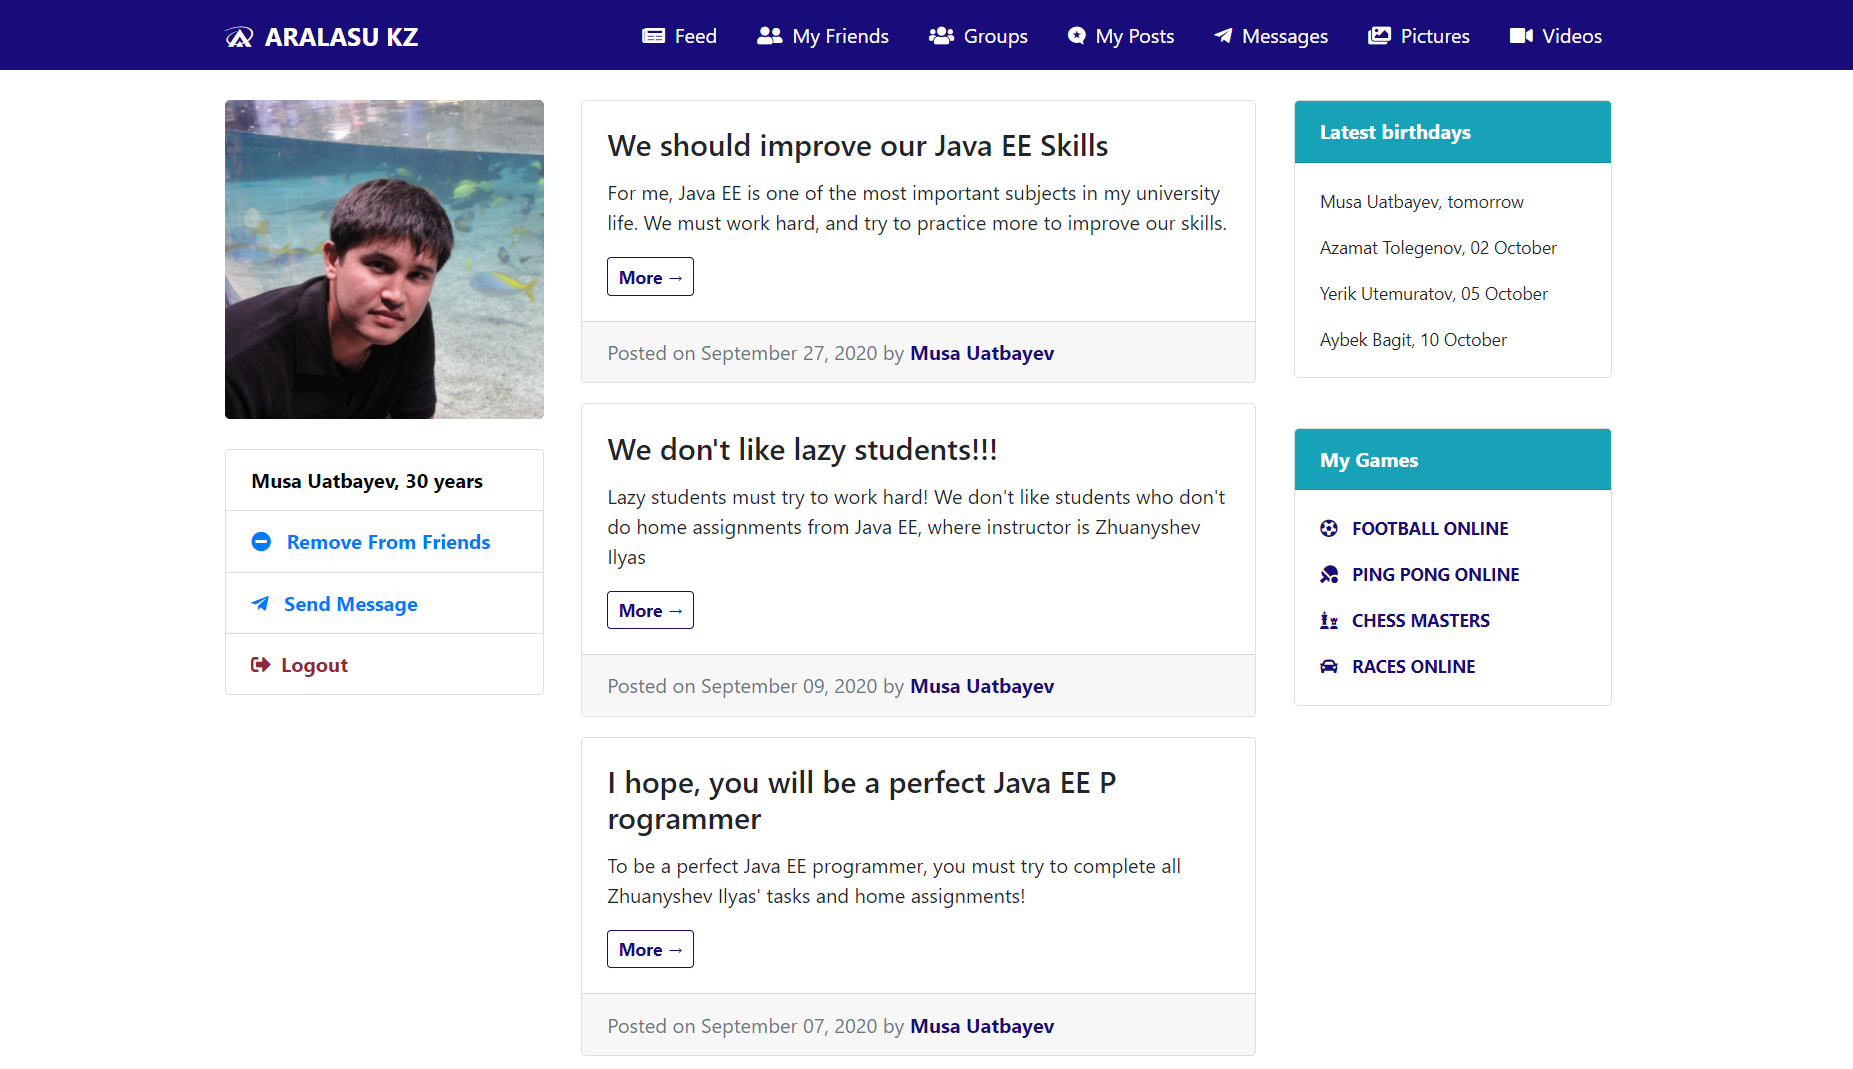 ARALASU KZ
Feed
My Friends
Groups
My Posts
Messages
Pictures
Videos
Musa Uatbayev, 30 years
Remove From Friends
Send Message
Logout
We should improve our Java EE Skills
For me, Java EE is one of the most important subjects in my university
life. We must work hard, and try to practice more to improve our skills.
More →
Posted on September 27, 2020 by Musa Uatbayev
We don't like lazy students!!!
Lazy students must try to work hard! We don't like students who don't
do home assignments from Java EE, where instructor is Zhuanyshev
Ilyas
More →
Posted on September 09, 2020 by Musa Uatbayev
I hope, you will be a perfect Java EE P
rogrammer
To be a perfect Java EE programmer, you must try to complete all
Zhuanyshev Ilyas' tasks and home assignments!
More →
Posted on September 07, 2020 by Musa Uatbayev
Latest birthdays
Musa Uatbayev, tomorrow
Azamat Tolegenov, 02 October
Yerik Utemuratov, 05 October
Aybek Bagit, 10 October
My Games
FOOTBALL ONLINE
PING PONG ONLINE
CHESS MASTERS
RACES ONLINE